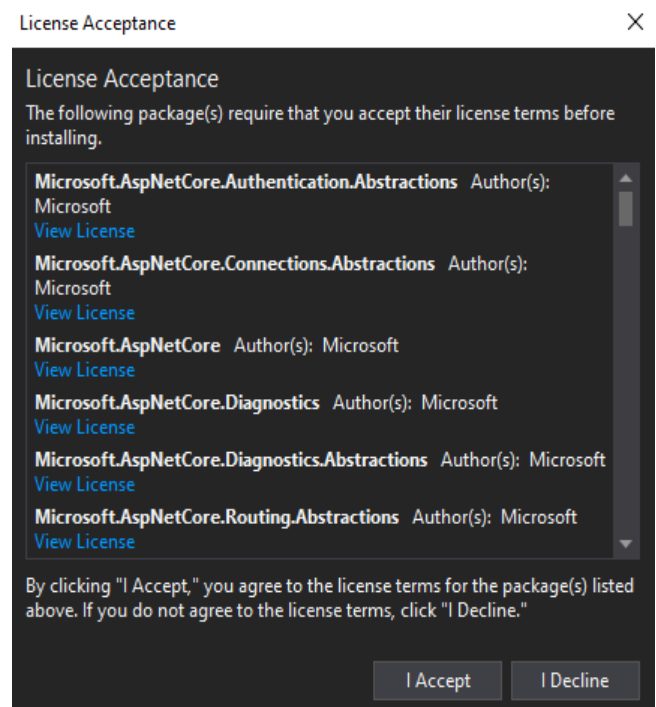 License Acceptance
License Acceptance
The following package(s) require that you accept their license terms before
installing.
Microsoft.AspNetCore.Authentication.Abstractions Author(s):
Microsoft
View License
Microsoft.AspNetCore.Connections.Abstractions Author(s):
Microsoft
View License
Microsoft.AspNetCore Author(s): Microsoft
View License
Microsoft.AspNetCore.Diagnostics Author(s): Microsoft
View License
Microsoft.AspNetCore.Diagnostics.Abstractions Author(s): Microsoft
View License
Microsoft.AspNetCore.Routing.Abstractions Author(s): Microsoft
View License
By clicking "I Accept," you agree to the license terms for the package(s) listed
above. If you do not agree to the license terms, click "I Decline."
I Accept I Decline